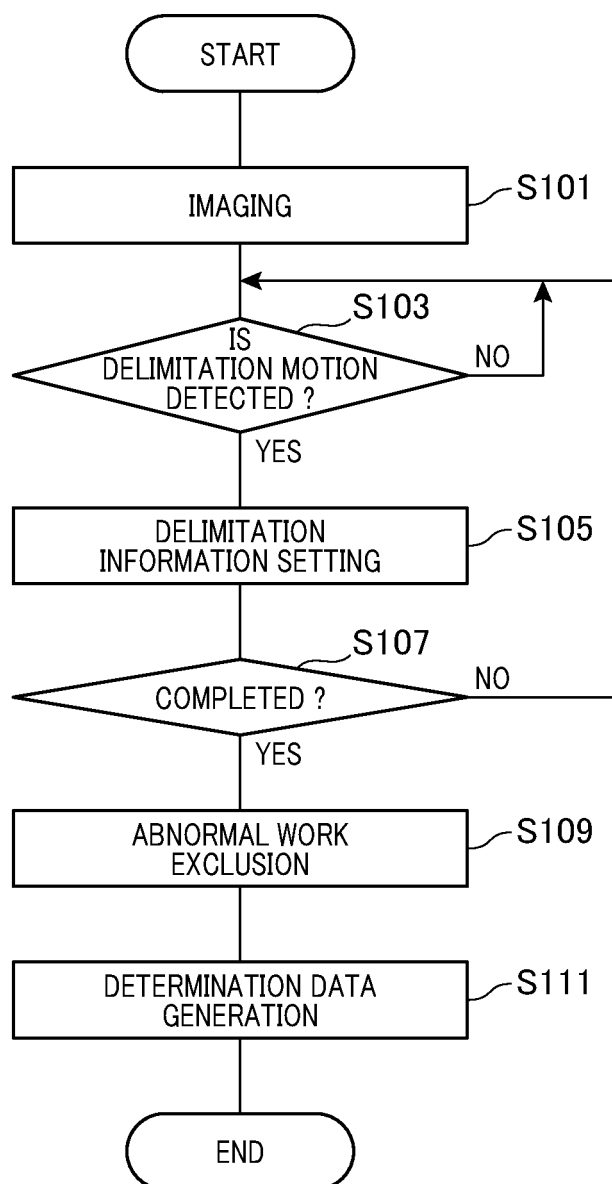 START
IMAGING
S101
S103
IS
DELIMITATION MOTION
DETECTED ?
NO
YES
DELIMITATION
INFORMATION SETTING
S105
S107
COMPLETED ?
NO
YES
ABNORMAL WORK
EXCLUSION
S109
DETERMINATION DATA
GENERATION
S111
END